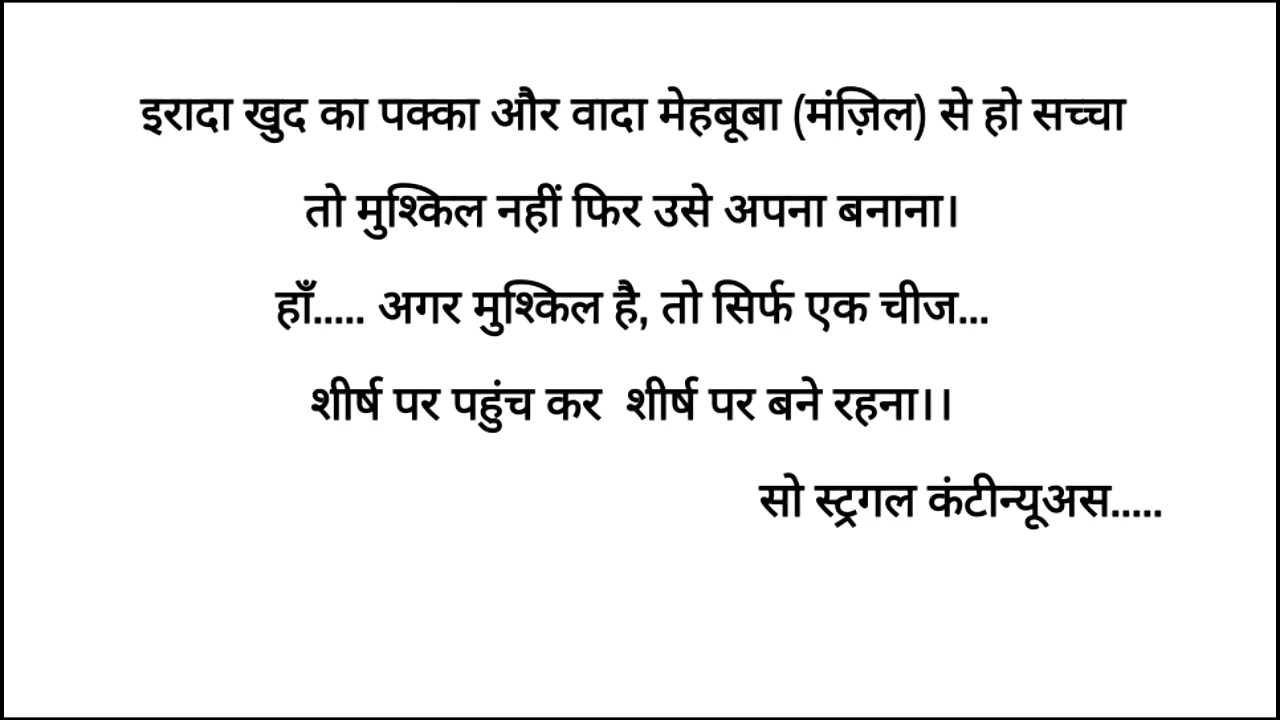 इरादा खुद का पक्का और वादा मेहबूबा (मंज़िल) से हो सच्चा
तो मुश्किल नहीं फिर उसे अपना बनाना।
हाँ..... अगर मुश्किल है, तो सिर्फ एक चीज...
शीर्ष पर पहुंच कर  शीर्ष पर बने रहना।।
सो स्ट्रगल कंटीन्यूअस.....